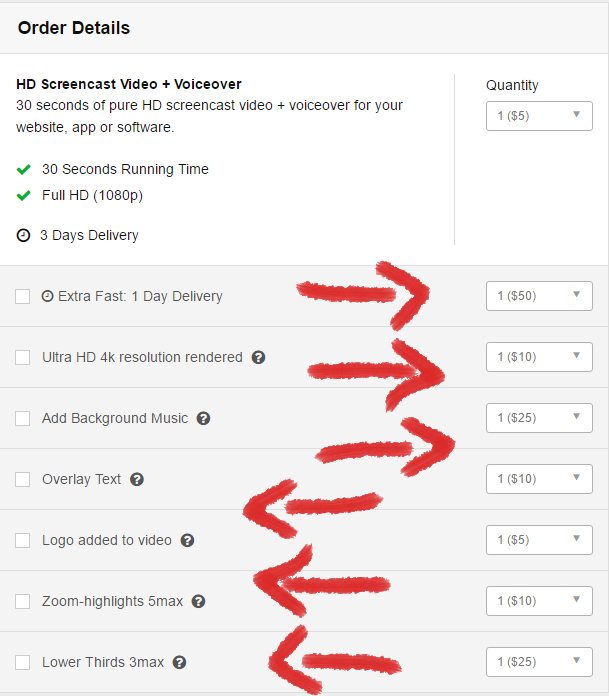 Order Details
HD Screencast Video + Voiceover
Quantity
30 seconds of pure HD screencast video + voiceover for your
website, app or software.
1 ($5)
30 Seconds Running Time
Full HD (1080p)
3 Days Delivery
Extra Fast: 1 Day Delivery
1 ($50)
Ultra HD 4k resolution rendered ?
1 ($10)
Add Background Music ?
1 ($25)
Overlay Text ?
1 ($10)
Logo added to video ?
1 ($5)
Zoom-highlights 5max ?
1 ($10)
Lower Thirds 3max ?
1 ($25)